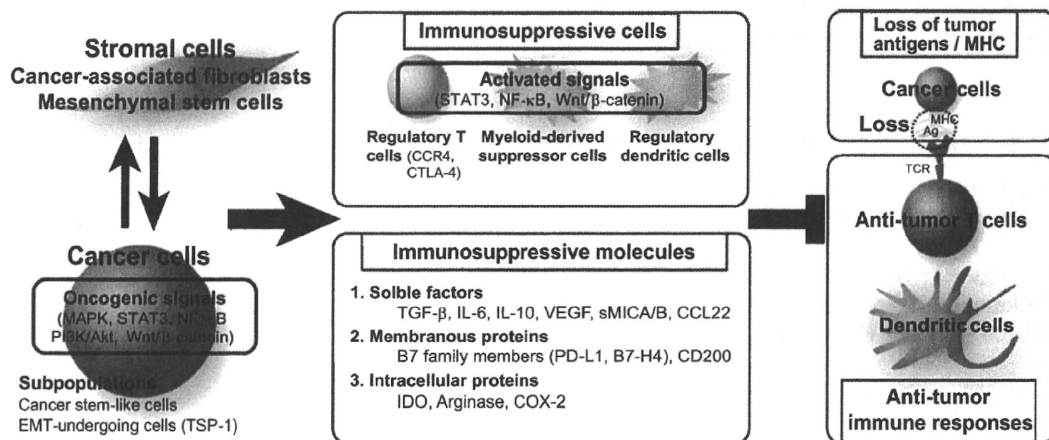 Stromal cells
Cancer-associated fibroblasts
Mesenchymal stem cells
Cancer cells
Oncogenic signals
(MAPK, STAT3, NF-κB
PI3K/Akt, Wnt/β-catenin)
Subpopulations
Cancer stem-like cells
EMT-undergoing cells (TSP-1)
Immunosuppressive cells
Activated signals
(STAT3, NF-κB, Wnt/β-catenin)
Regulatory T
cells (CCR4,
CTLA-4)
Myeloid-derived
suppressor cells
Regulatory
dendritic cells
Immunosuppressive molecules
1. Solble factors
TGF-β, IL-6, IL-10, VEGF, sMICA/B, CCL22
2. Membranous proteins
B7 family members (PD-L1, B7-H4), CD200
3. Intracellular proteins
IDO, Arginase, COX-2
Loss of tumor
antigens / MHC
Cancer cells
Loss
MHC
Ag
TCR
Anti-tumor T cells
Dendritic cells
Anti-tumor
immune responses